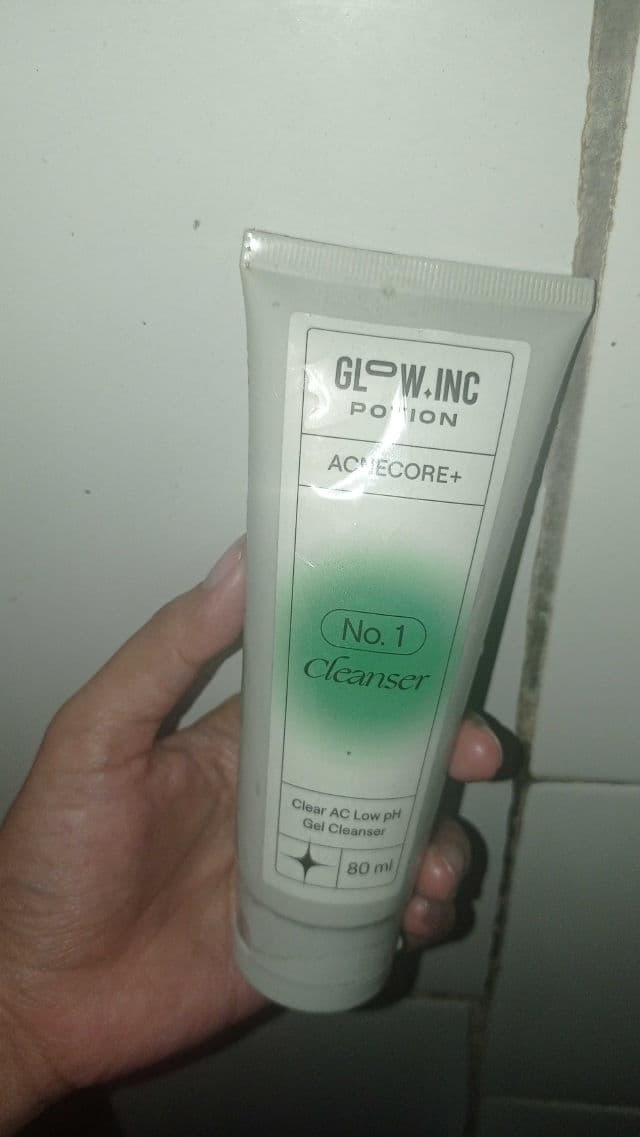 GLOW.INC
POTION
ACNECORE+
No. 1
Cleanser
Clear AC Low pH
Gel Cleanser
80 ml